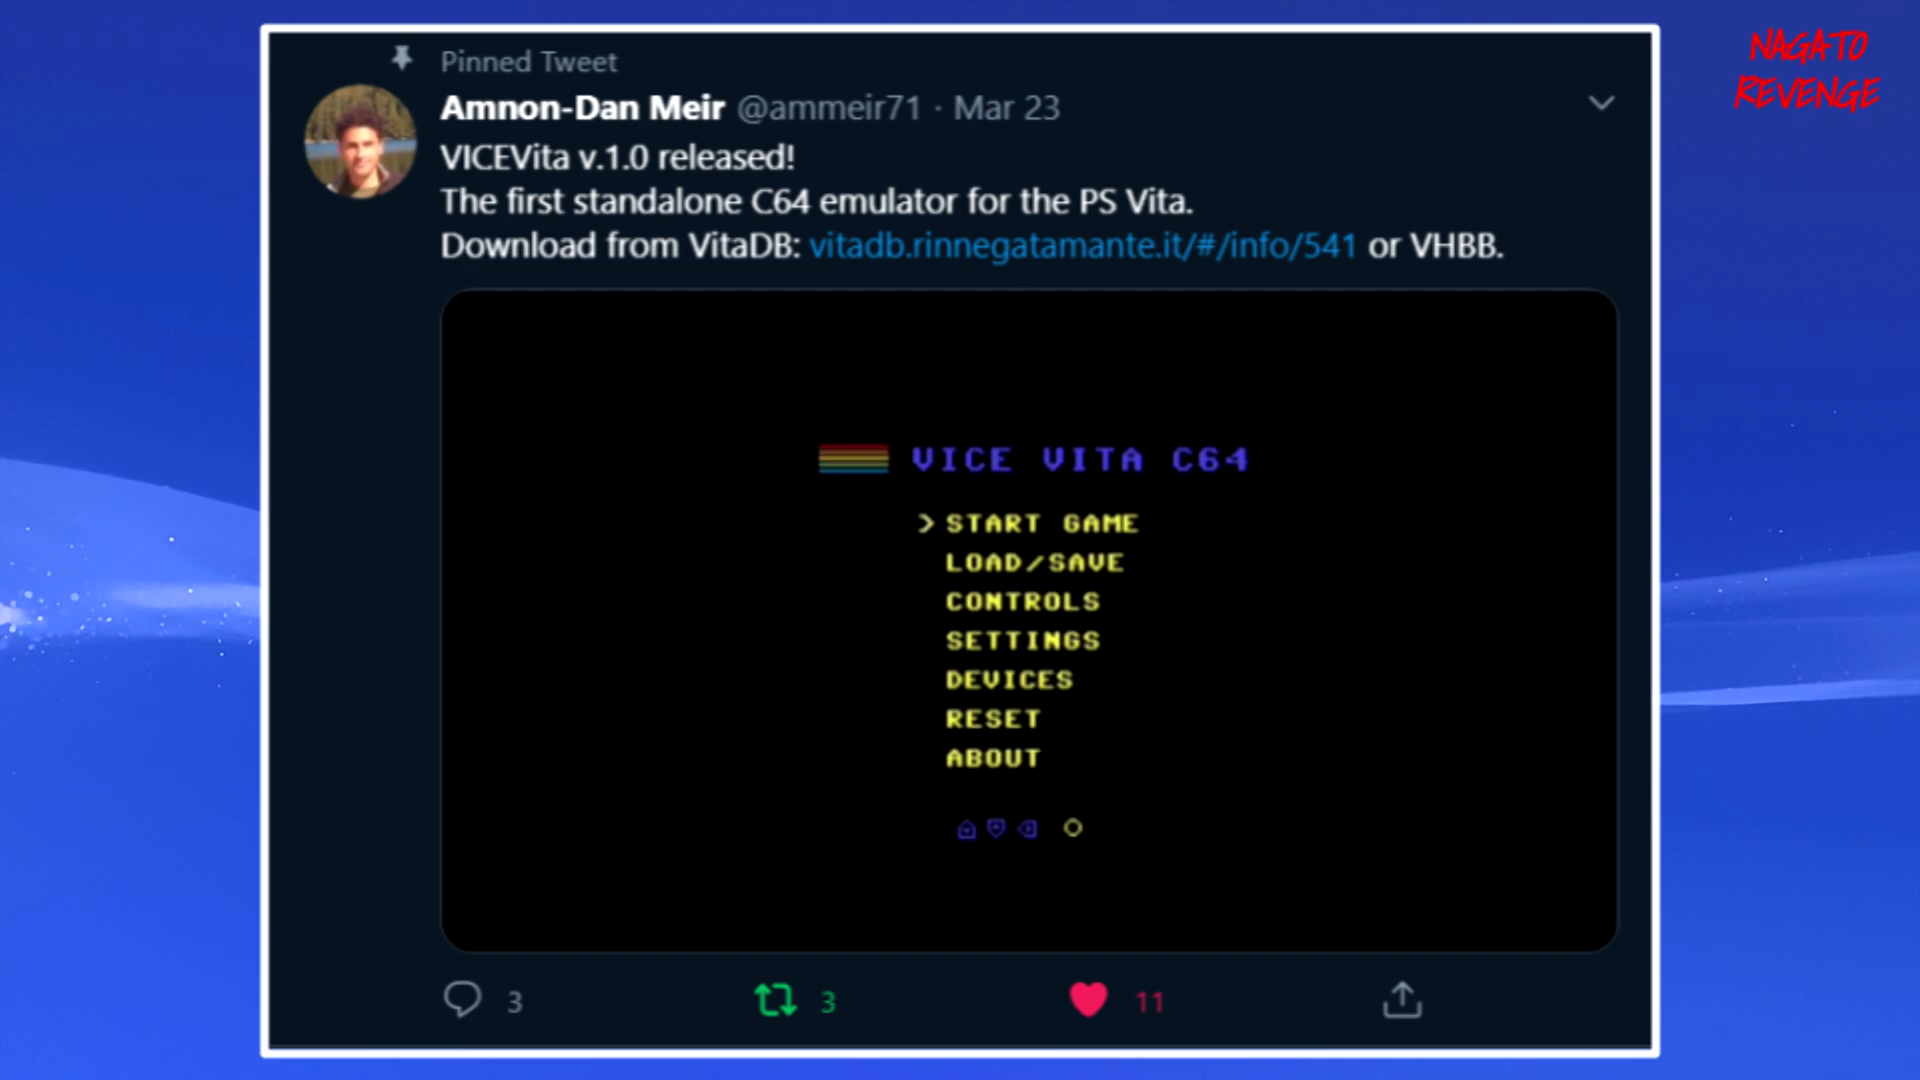 NAGATO
REVENGE
Pinned Tweet
Amnon-Dan Meir @ammeir71 · Mar 23
VICEVita v.1.0 released!
The first standalone C64 emulator for the PS Vita.
Download from VitaDB: vitadb.rinnegatamante.it/#/info/541 or VHBB.
VICE VITA C64
> START GAME
LOAD/SAVE
CONTROLS
SETTINGS
DEVICES
RESET
ABOUT
3 3 11